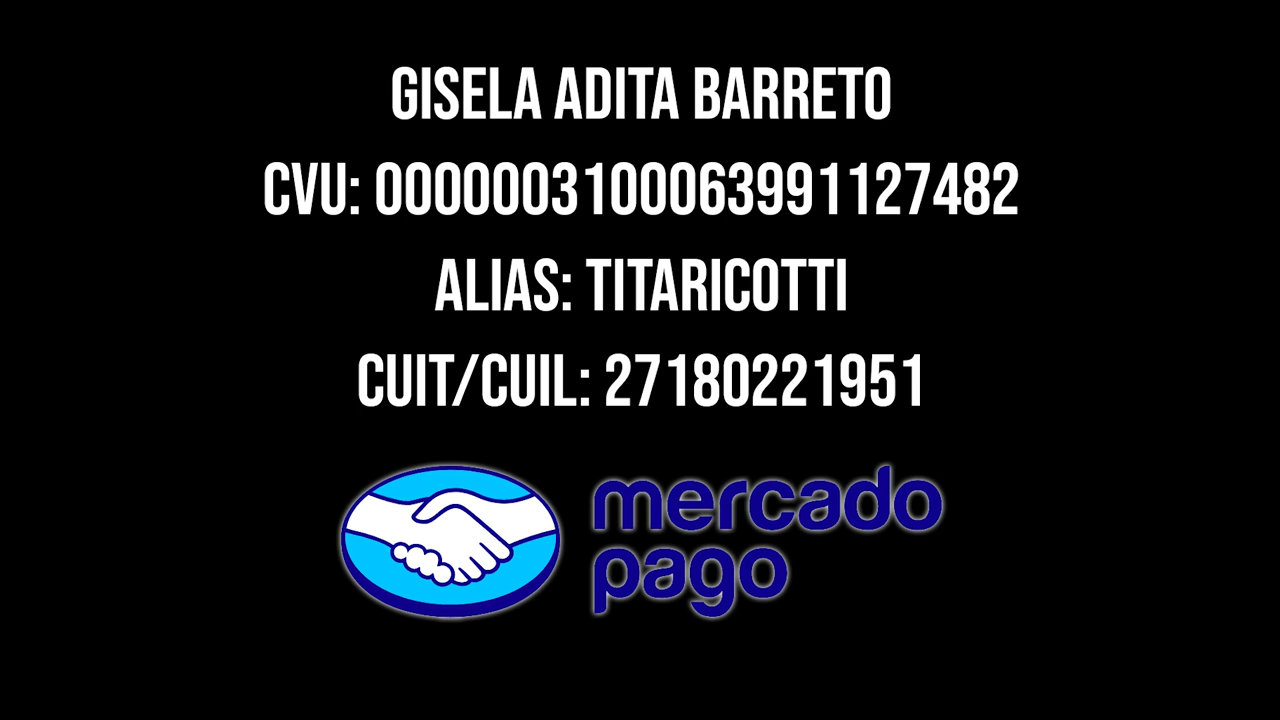 GISELA ADITA BARRETO
CVU: 0000003100063991127482
ALIAS: TITARICOTTI
CUIT/CUIL: 27180221951
mercado
pago